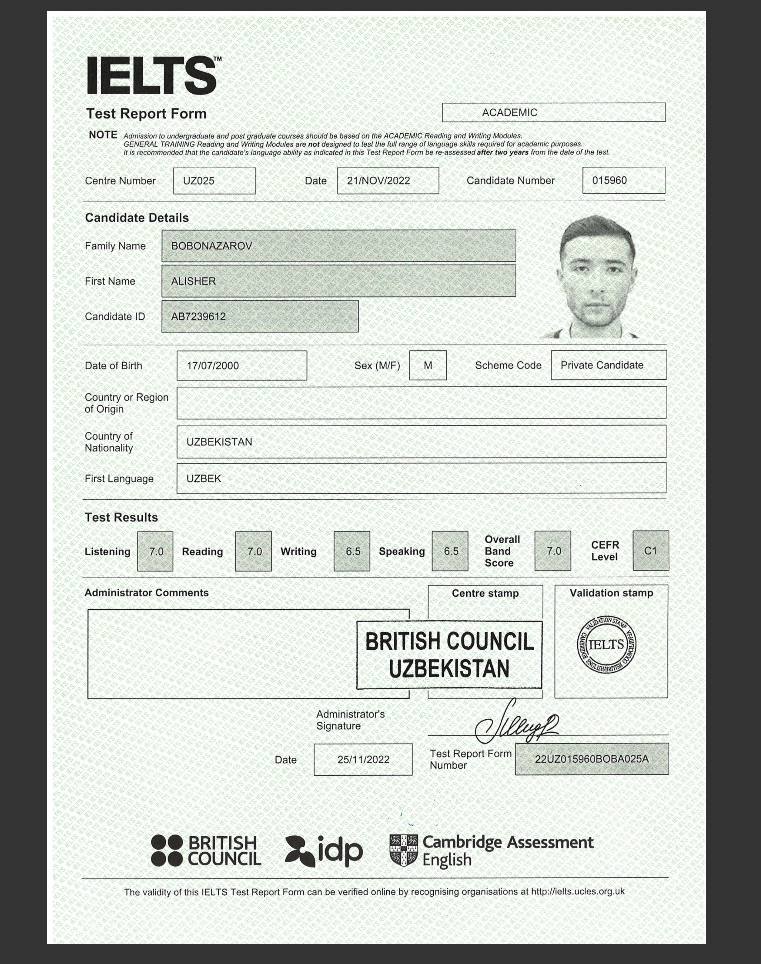 IELTS™
Test Report Form
ACADEMIC
NOTE Admission to undergraduate and post graduate courses should be based on the ACADEMIC Reading and Writing Modules.
GENERAL TRAINING Reading and Writing Modules are not designed to test the full range of language skills required for academic purposes.
It is recommended that the candidate's language ability as indicated in this Test Report Form be re-assessed after two years from the date of the test.
Centre Number UZ025 Date 21/NOV/2022 Candidate Number 015960
Candidate Details
Family Name BOBONAZAROV
First Name ALISHER
Candidate ID AB7239612
Date of Birth 17/07/2000 Sex (M/F) M Scheme Code Private Candidate
Country or Region
of Origin
Country of
Nationality
UZBEKISTAN
First Language UZBEK
Test Results
Listening 7.0 Reading 7.0 Writing 6.5 Speaking 6.5 Overall
Band
Score
7.0 CEFR
Level
C1
Administrator Comments
Centre stamp
BRITISH COUNCIL
UZBEKISTAN
Validation stamp
IELTS
Administrator's
Signature
Date 25/11/2022
Test Report Form
Number
22UZ015960BOBA025A
BRITISH
COUNCIL
idp
Cambridge Assessment
English
The validity of this IELTS Test Report Form can be verified online by recognising organisations at http://ielts.ucles.org.uk